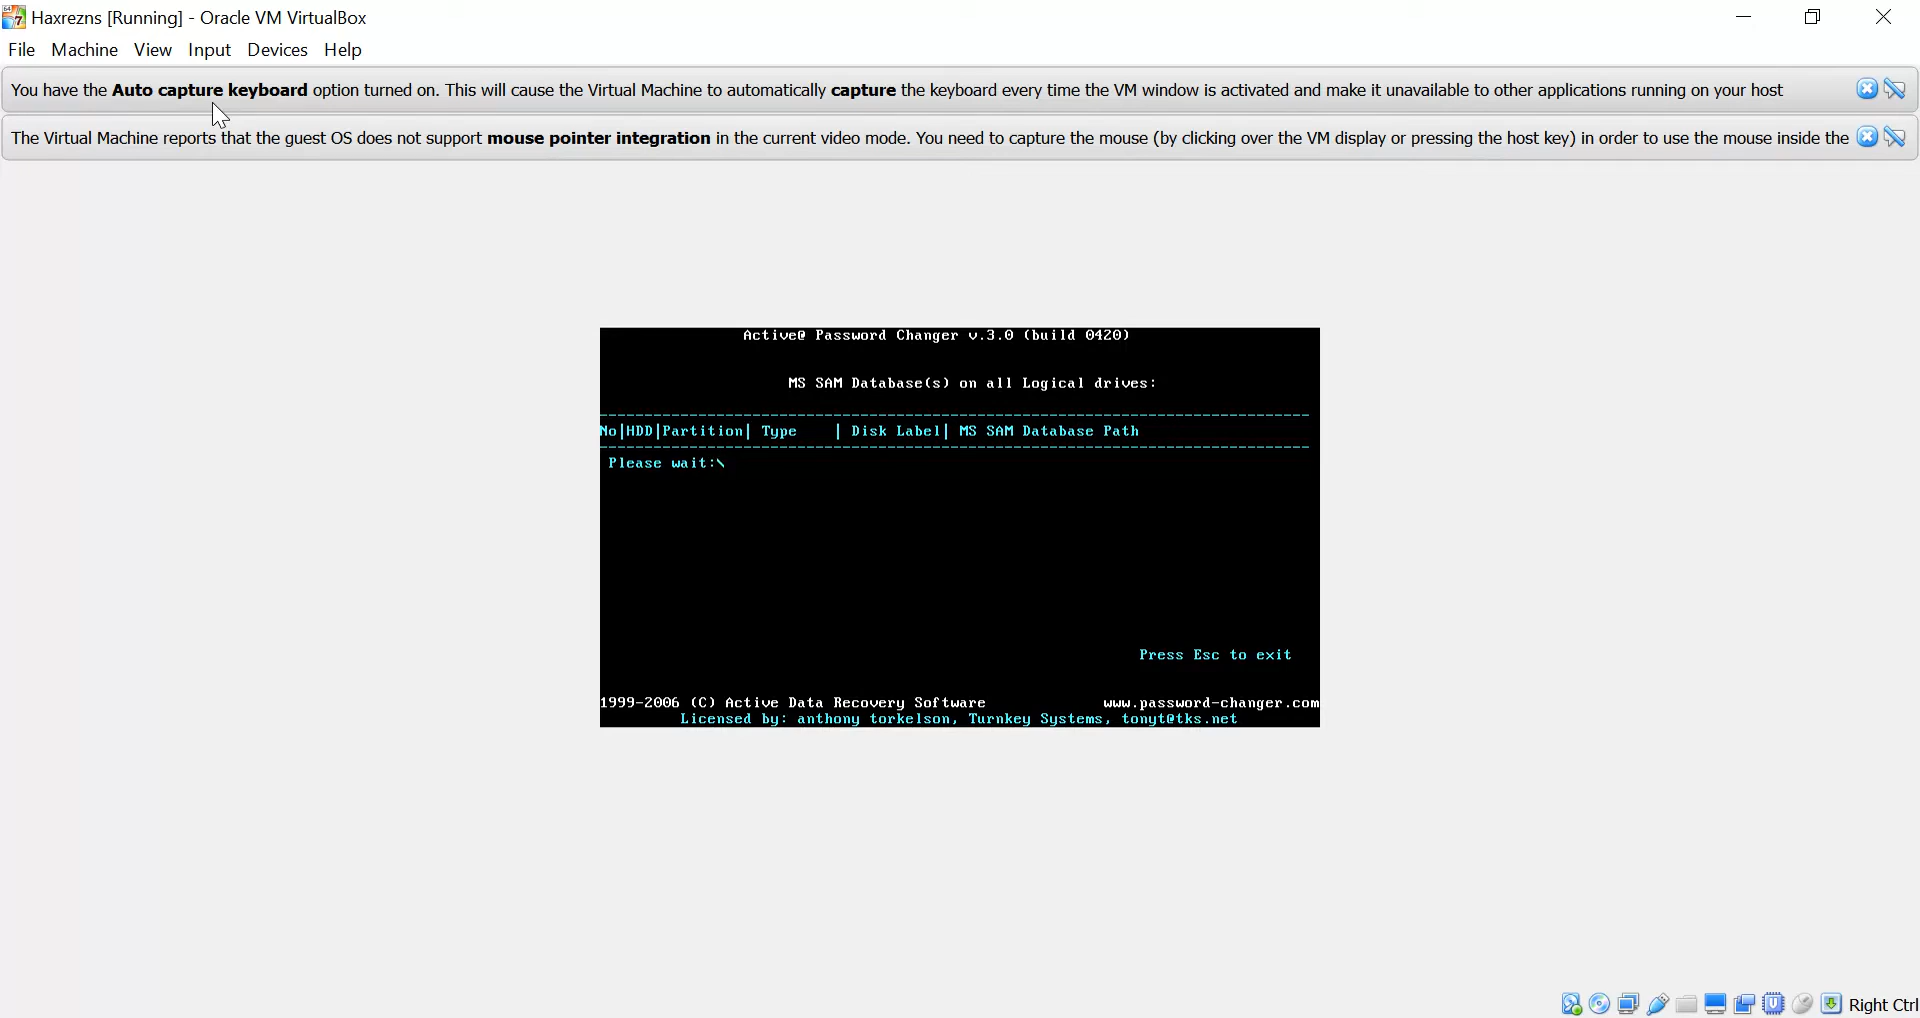 Haxrezns [Running] - Oracle VM VirtualBox
File Machine View Input Devices Help
You have the Auto capture keyboard option turned on. This will cause the Virtual Machine to automatically capture the keyboard every time the VM window is activated and make it unavailable to other applications running on your host
The Virtual Machine reports that the guest OS does not support mouse pointer integration in the current video mode. You need to capture the mouse (by clicking over the VM display or pressing the host key) in order to use the mouse inside the
Active@ Password Changer v.3.0 (build 0420)
MS SAM Database(s) on all Logical drives:
No|HDD|Partition| Type | Disk Label| MS SAM Database Path
Please wait:\
Press Esc to exit
1999-2006 (C) Active Data Recovery Software www.password-changer.com
Licensed by: anthony torkelson, Turnkey Systems, tonyt@tks.net
Right Ctrl